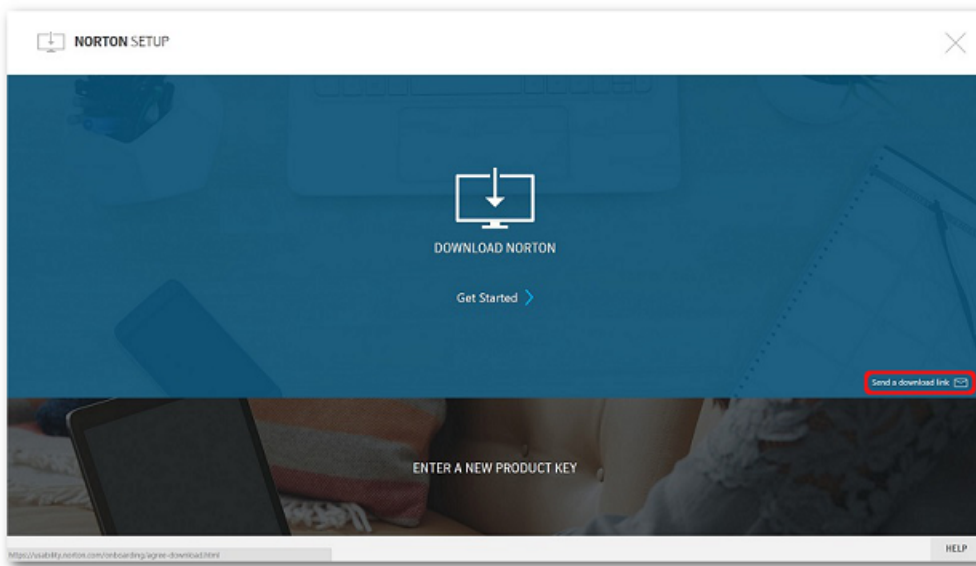 NORTON SETUP
DOWNLOAD NORTON
Get Started
Send a download link
ENTER A NEW PRODUCT KEY
https://usability.norton.com/onboarding/agree-download.html
HELP